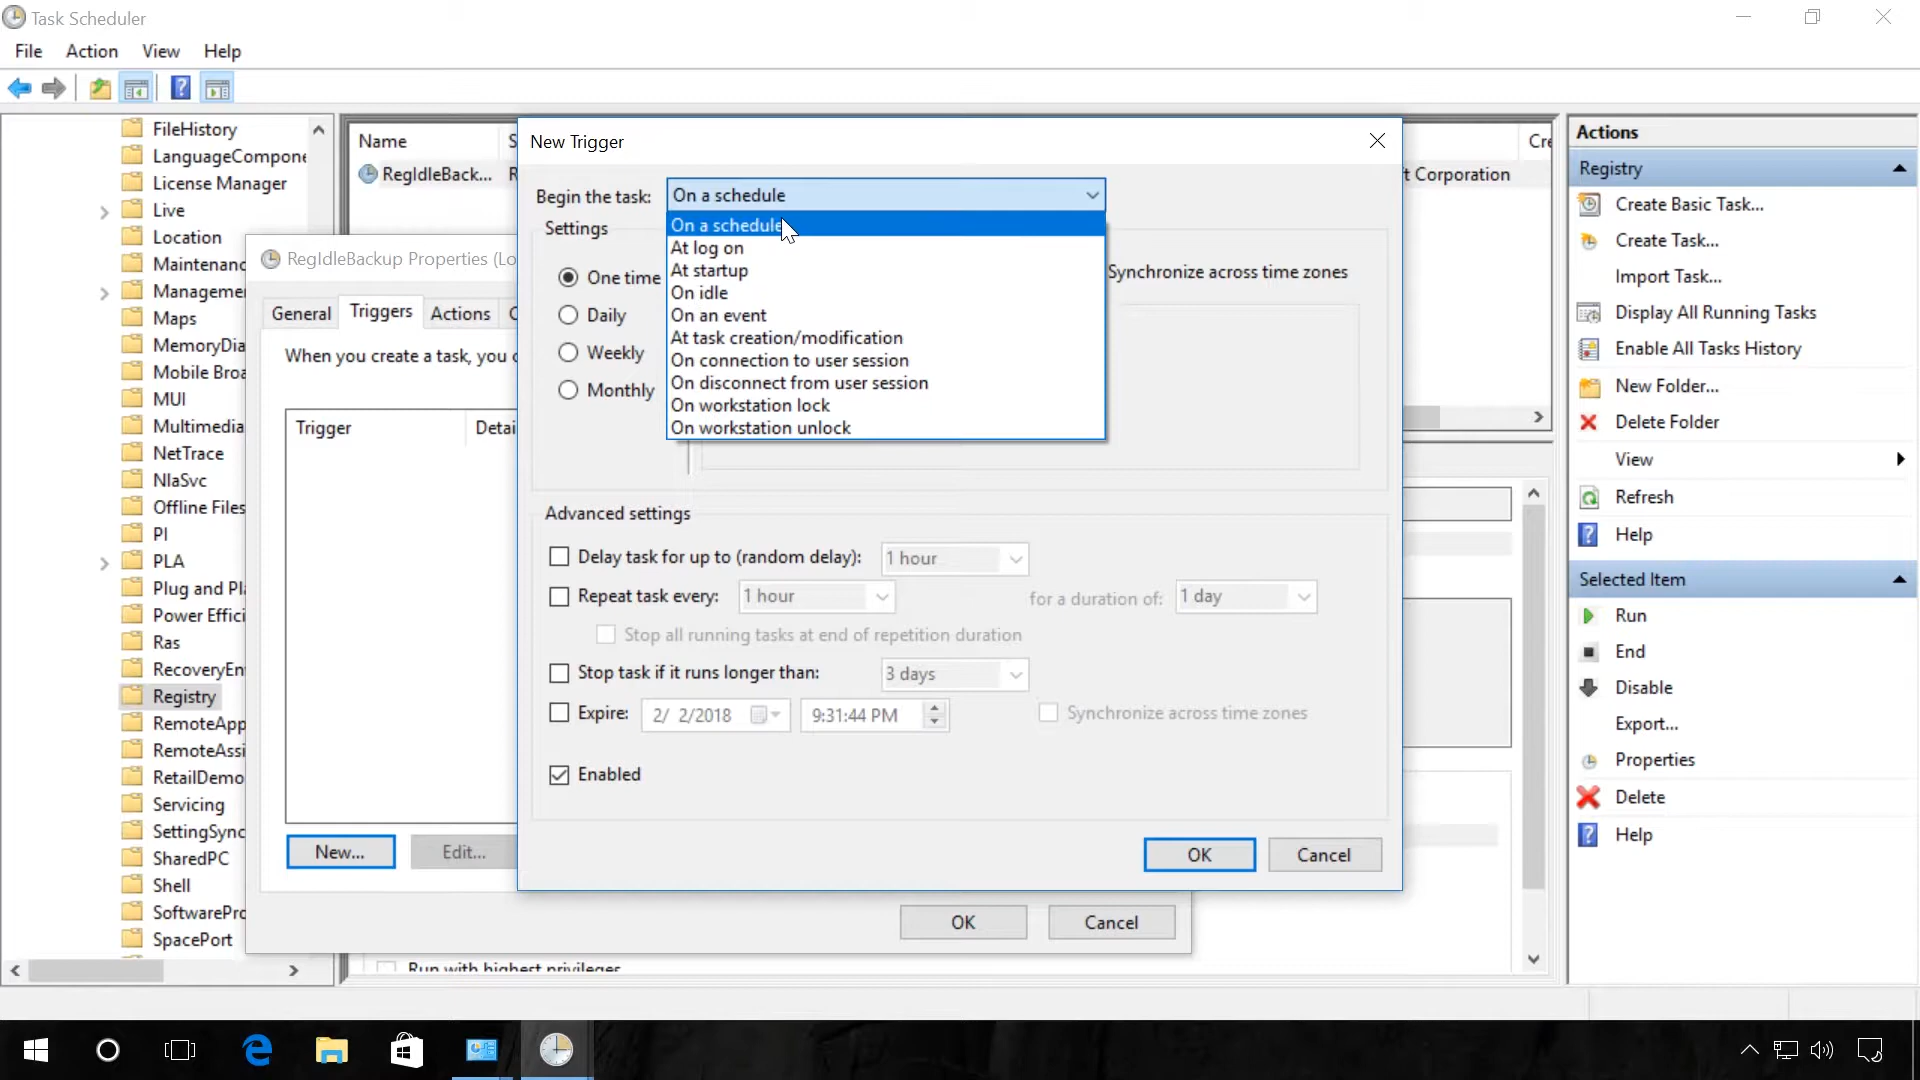 Task Scheduler
File Action View Help
FileHistory
LanguageCompone
License Manager
Live
Location
Maintenanc
Managemer
Maps
MemoryDia
Mobile Broa
MUI
Multimedia
NetTrace
NlaSvc
Offline Files
PI
PLA
Plug and Pla
Power Effici
Ras
RecoveryEn
Registry
RemoteApp
RemoteAssi
RetailDemo
Servicing
SettingSync
SharedPC
Shell
SoftwarePro
SpacePort
Name S
RegIdleBack... R
Cre
t Corporation
RegIdleBackup Properties (Lo
General Triggers Actions C
When you create a task, you c
Trigger Detai
New... Edit...
OK Cancel
Run with highest privileges
New Trigger
Begin the task: On a schedule
On a schedule
At log on
At startup
On idle
On an event
At task creation/modification
On connection to user session
On disconnect from user session
On workstation lock
On workstation unlock
Settings
One time
Daily
Weekly
Monthly
Synchronize across time zones
Advanced settings
Delay task for up to (random delay): 1 hour
Repeat task every: 1 hour for a duration of: 1 day
Stop all running tasks at end of repetition duration
Stop task if it runs longer than: 3 days
Expire: 2/ 2/2018 9:31:44 PM Synchronize across time zones
Enabled
OK Cancel
Actions
Registry
Create Basic Task...
Create Task...
Import Task...
Display All Running Tasks
Enable All Tasks History
New Folder...
Delete Folder
View
Refresh
Help
Selected Item
Run
End
Disable
Export...
Properties
Delete
Help